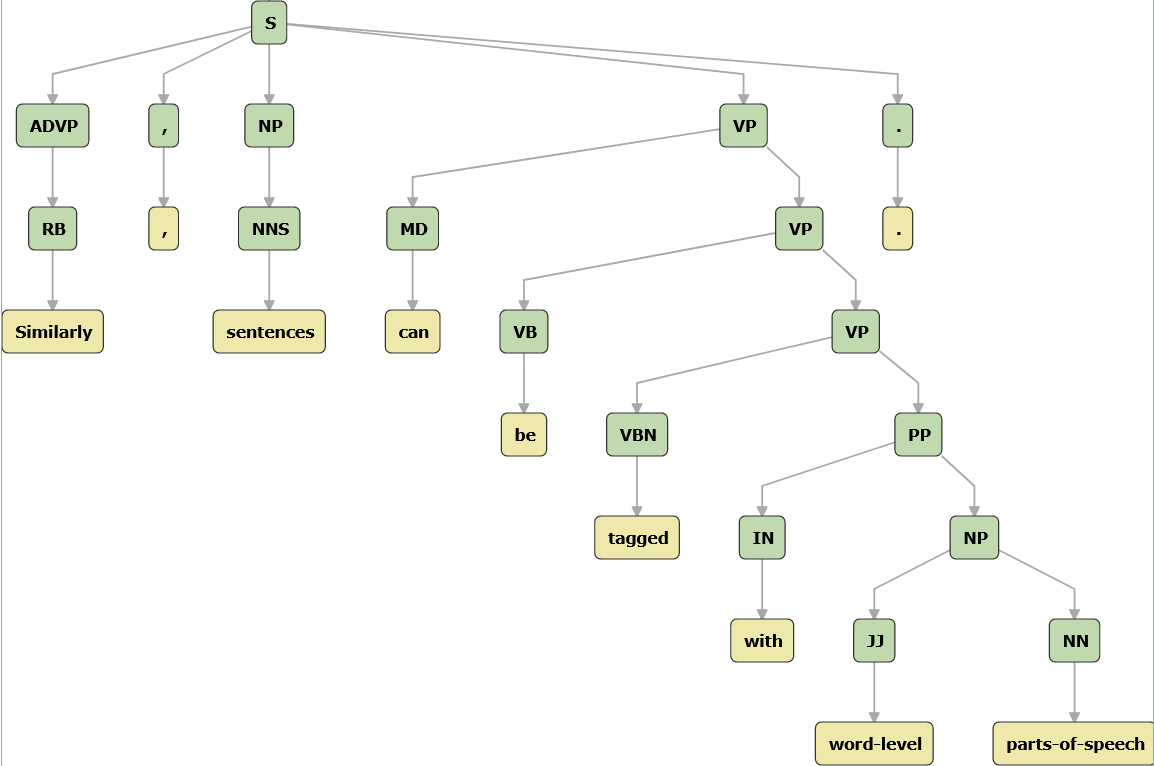 S
ADVP , NP VP .
RB , NNS MD VP .
Similarly sentences can VB VP
be VBN PP
tagged IN NP
with JJ NN
word-level parts-of-speech